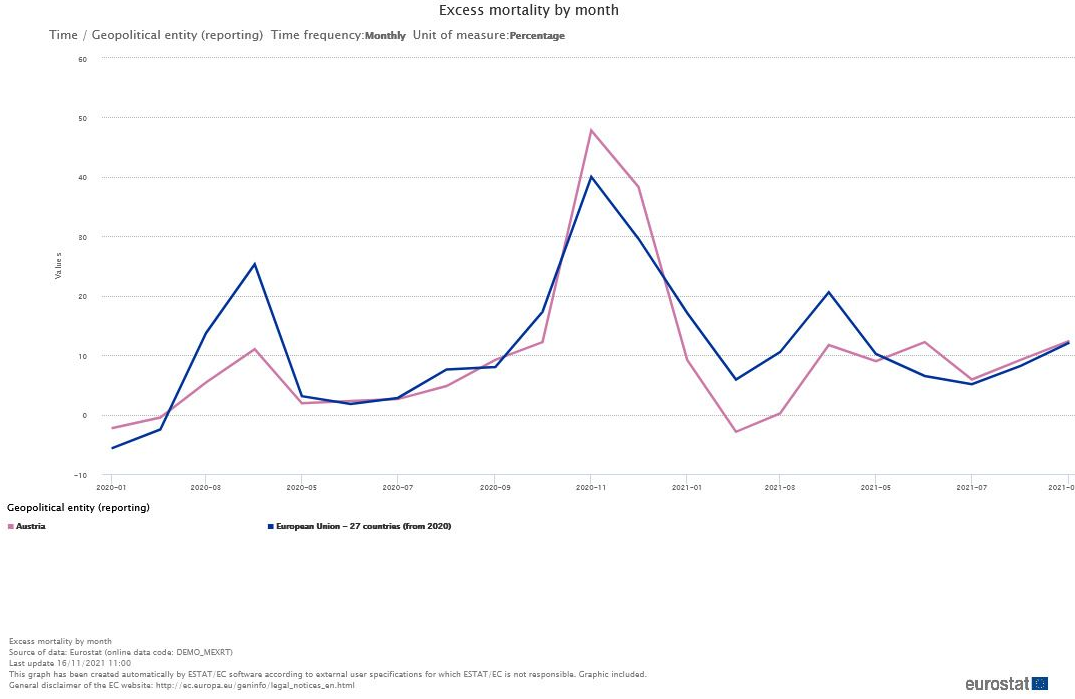 Excess mortality by month
Time / Geopolitical entity (reporting) Time frequency:Monthly Unit of measure:Percentage
60
50
40
30
20
10
0
-10
Values
2020-01 2020-03 2020-05 2020-07 2020-09 2020-11 2021-01 2021-03 2021-05 2021-07 2021-0
Geopolitical entity (reporting)
Austria European Union – 27 countries (from 2020)
Excess mortality by month
Source of data: Eurostat (online data code: DEMO_MEXRT)
Last update 16/11/2021 11:00
This graph has been created automatically by ESTAT/EC software according to external user specifications for which ESTAT/EC is not responsible. Graphic included.
General disclaimer of the EC website: http://ec.europa.eu/geninfo/legal_notices_en.html
eurostat